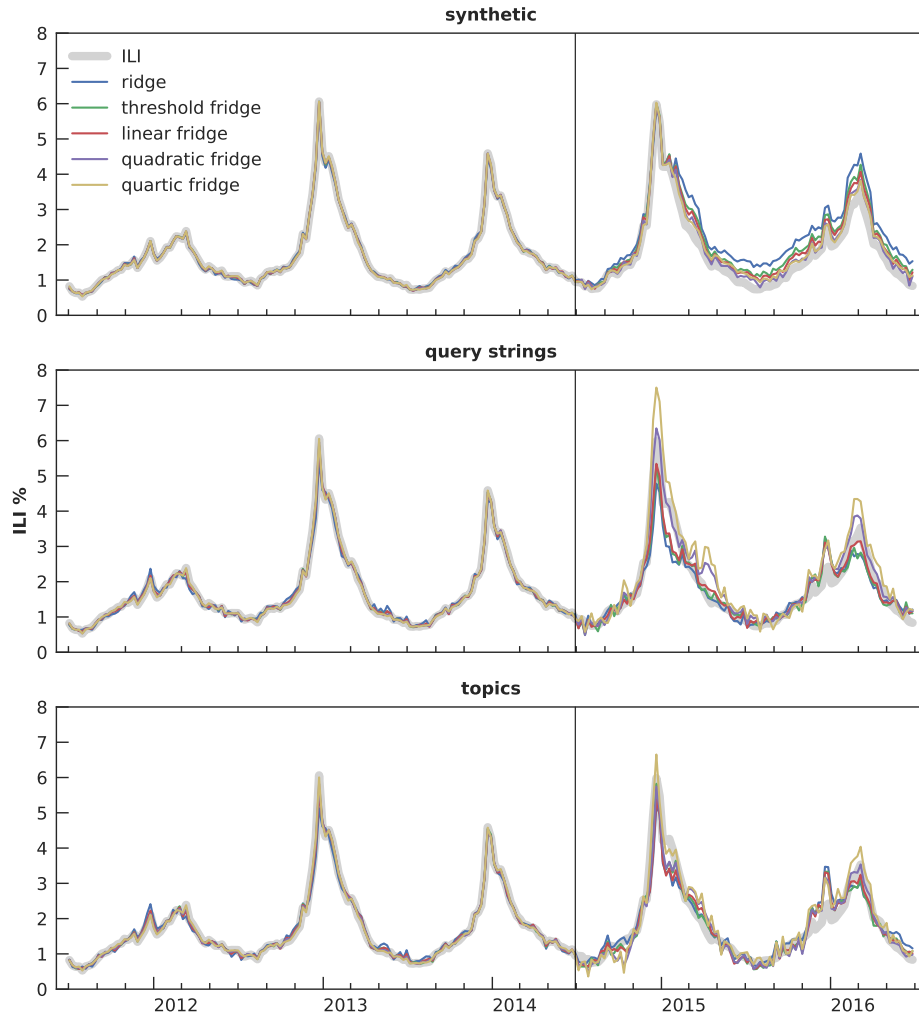 synthetic
8
7
6
5
4
3
2
1
0
ILI
ridge
threshold fridge
linear fridge
quadratic fridge
quartic fridge
query strings
8
7
6
5
4
3
2
1
0
ILI %
topics
8
7
6
5
4
3
2
1
0
2012 2013 2014 2015 2016